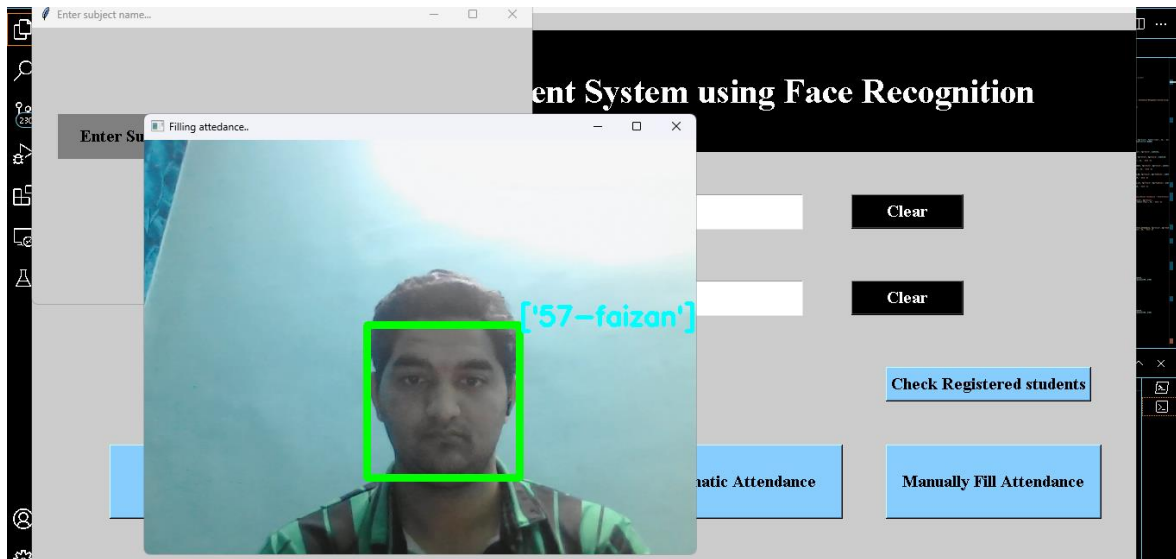 Enter subject name...
ent System using Face Recognition
Filling attedance..
Enter Su
Clear
['57-faizan']
Clear
Check Registered students
matic Attendance
Manually Fill Attendance